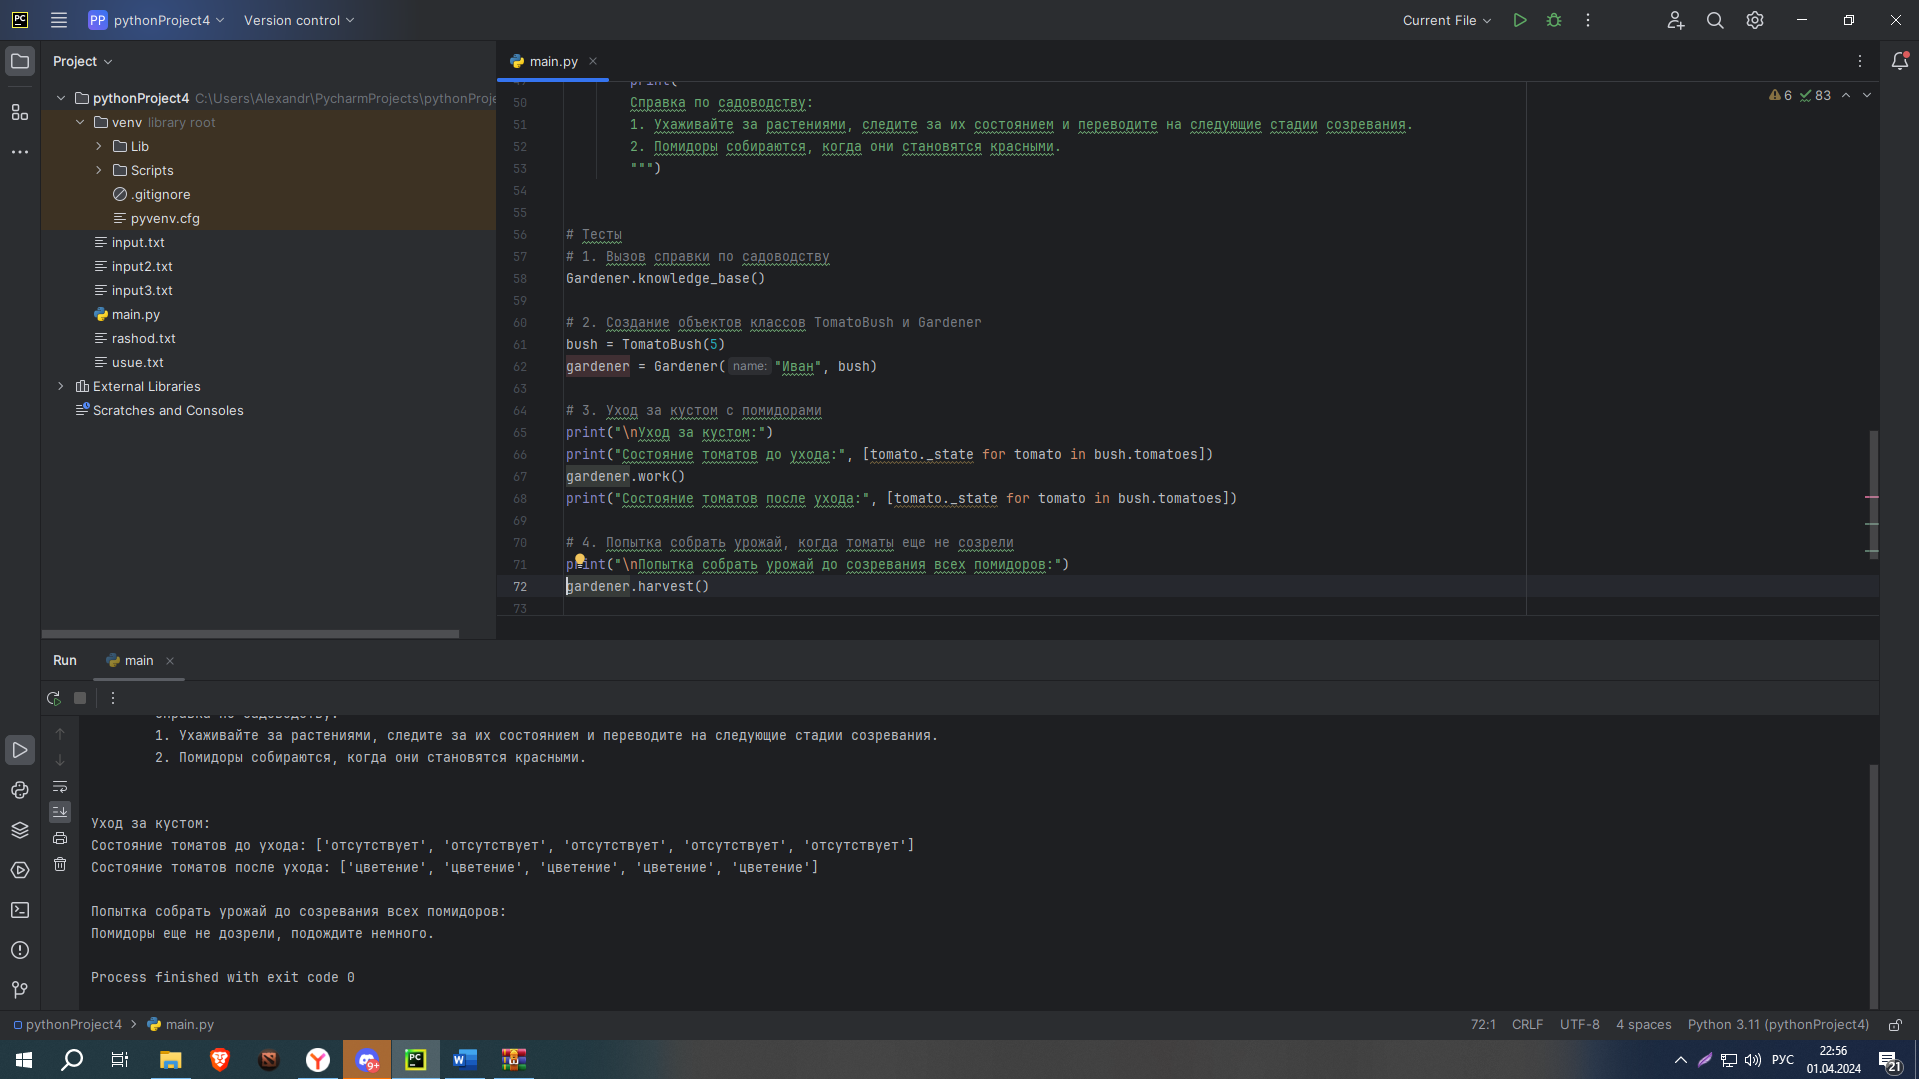 PC
PP pythonProject4
Version control
Current File
Project
pythonProject4 C:\Users\Alexandr\PycharmProjects\pythonProje
venv library root
Lib
Scripts
.gitignore
pyvenv.cfg
input.txt
input2.txt
input3.txt
main.py
rashod.txt
usue.txt
External Libraries
Scratches and Consoles
main.py
6 83
print(
50 Справка по садоводству:
51 1. Ухаживайте за растениями, следите за их состоянием и переводите на следующие стадии созревания.
52 2. Помидоры собираются, когда они становятся красными.
53 """)
54
55
56 # Тесты
57 # 1. Вызов справки по садоводству
58 Gardener.knowledge_base()
59
60 # 2. Создание объектов классов TomatoBush и Gardener
61 bush = TomatoBush(5)
62 gardener = Gardener( name: "Иван", bush)
63
64 # 3. Уход за кустом с помидорами
65 print("\nУход за кустом:")
66 print("Состояние томатов до ухода:", [tomato._state for tomato in bush.tomatoes])
67 gardener.work()
68 print("Состояние томатов после ухода:", [tomato._state for tomato in bush.tomatoes])
69
70 # 4. Попытка собрать урожай, когда томаты еще не созрели
71 print("\nПопытка собрать урожай до созревания всех помидоров:")
72 gardener.harvest()
73
Run main
Справка по садоводству:
1. Ухаживайте за растениями, следите за их состоянием и переводите на следующие стадии созревания.
2. Помидоры собираются, когда они становятся красными.
Уход за кустом:
Состояние томатов до ухода: ['отсутствует', 'отсутствует', 'отсутствует', 'отсутствует', 'отсутствует']
Состояние томатов после ухода: ['цветение', 'цветение', 'цветение', 'цветение', 'цветение']
Попытка собрать урожай до созревания всех помидоров:
Помидоры еще не дозрели, подождите немного.
Process finished with exit code 0
pythonProject4 main.py
72:1 CRLF UTF-8 4 spaces Python 3.11 (pythonProject4)
9+
PC
W
РУС
22:56
01.04.2024
21